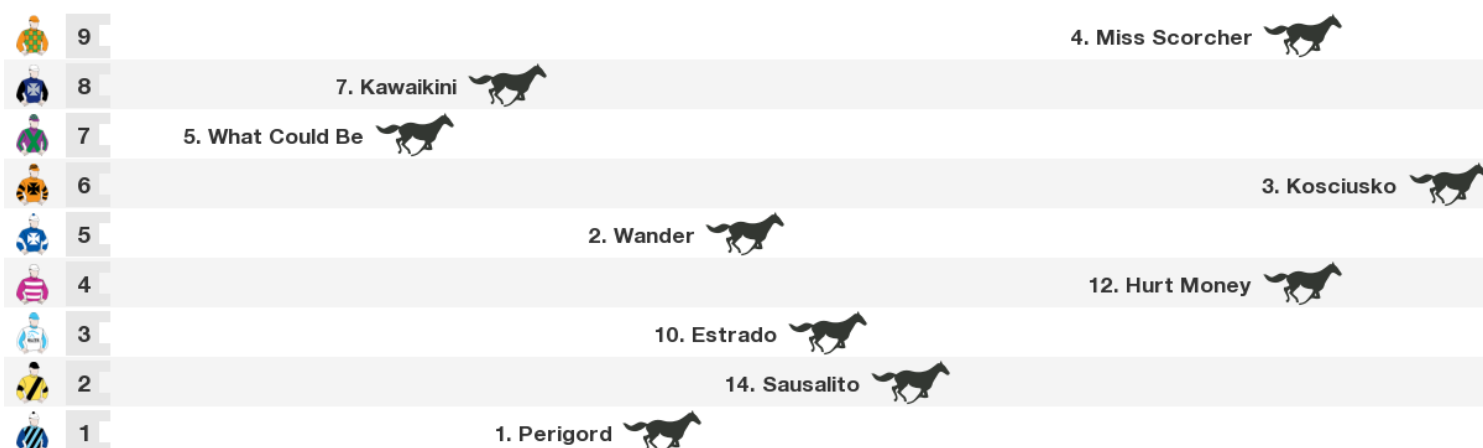 9 4. Miss Scorcher
8 7. Kawaikini
7 5. What Could Be
6 3. Kosciusko
5 2. Wander
4 12. Hurt Money
3 10. Estrado
2 14. Sausalito
1 1. Perigord